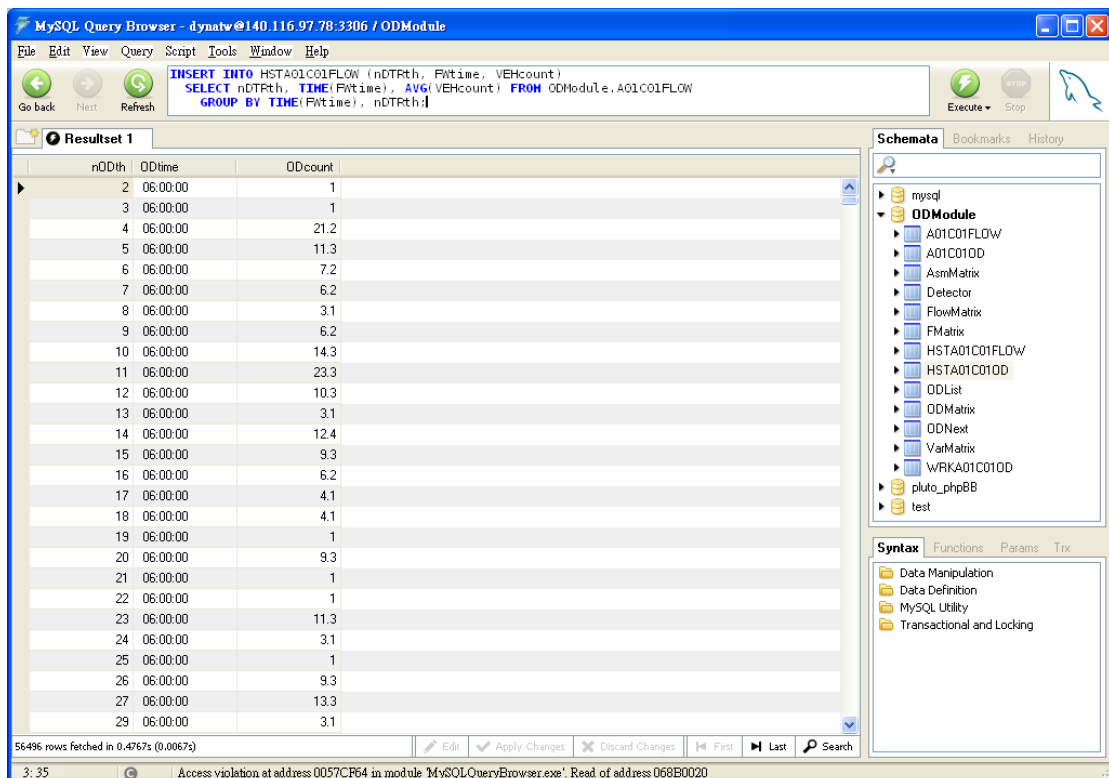 MySQL Query Browser - dynatw@140.116.97.78:3306 / ODModule
File Edit View Query Script Tools Window Help
INSERT INTO HSTA01C01FLOW (nDTRth, FWtime, VEHcount)
SELECT nDTRth, TIME(FWtime), AVG(VEHcount) FROM ODModule.A01C01FLOW
GROUP BY TIME(FWtime), nDTRth;
Go back Next Refresh Execute Stop
Resultset 1
nODth ODtime ODcount
2 06:00:00 1
3 06:00:00 1
4 06:00:00 21.2
5 06:00:00 11.3
6 06:00:00 7.2
7 06:00:00 6.2
8 06:00:00 3.1
9 06:00:00 6.2
10 06:00:00 14.3
11 06:00:00 23.3
12 06:00:00 10.3
13 06:00:00 3.1
14 06:00:00 12.4
15 06:00:00 9.3
16 06:00:00 6.2
17 06:00:00 4.1
18 06:00:00 4.1
19 06:00:00 1
20 06:00:00 9.3
21 06:00:00 1
22 06:00:00 1
23 06:00:00 11.3
24 06:00:00 3.1
25 06:00:00 1
26 06:00:00 9.3
27 06:00:00 13.3
29 06:00:00 3.1
56496 rows fetched in 0.4767s (0.0067s)
Edit Apply Changes Discard Changes First Last Search
Schemata Bookmarks History
mysql
ODModule
A01C01FLOW
A01C01OD
AsmMatrix
Detector
FlowMatrix
FMatrix
HSTA01C01FLOW
HSTA01C01OD
ODList
ODMatrix
ODNext
VarMatrix
WRKA01C01OD
pluto_phpBB
test
Syntax Functions Params Trx
Data Manipulation
Data Definition
MySQL Utility
Transactional and Locking
3: 35 Access violation at address 0057CF64 in module 'MySQLQueryBrowser.exe'. Read of address 068B0020